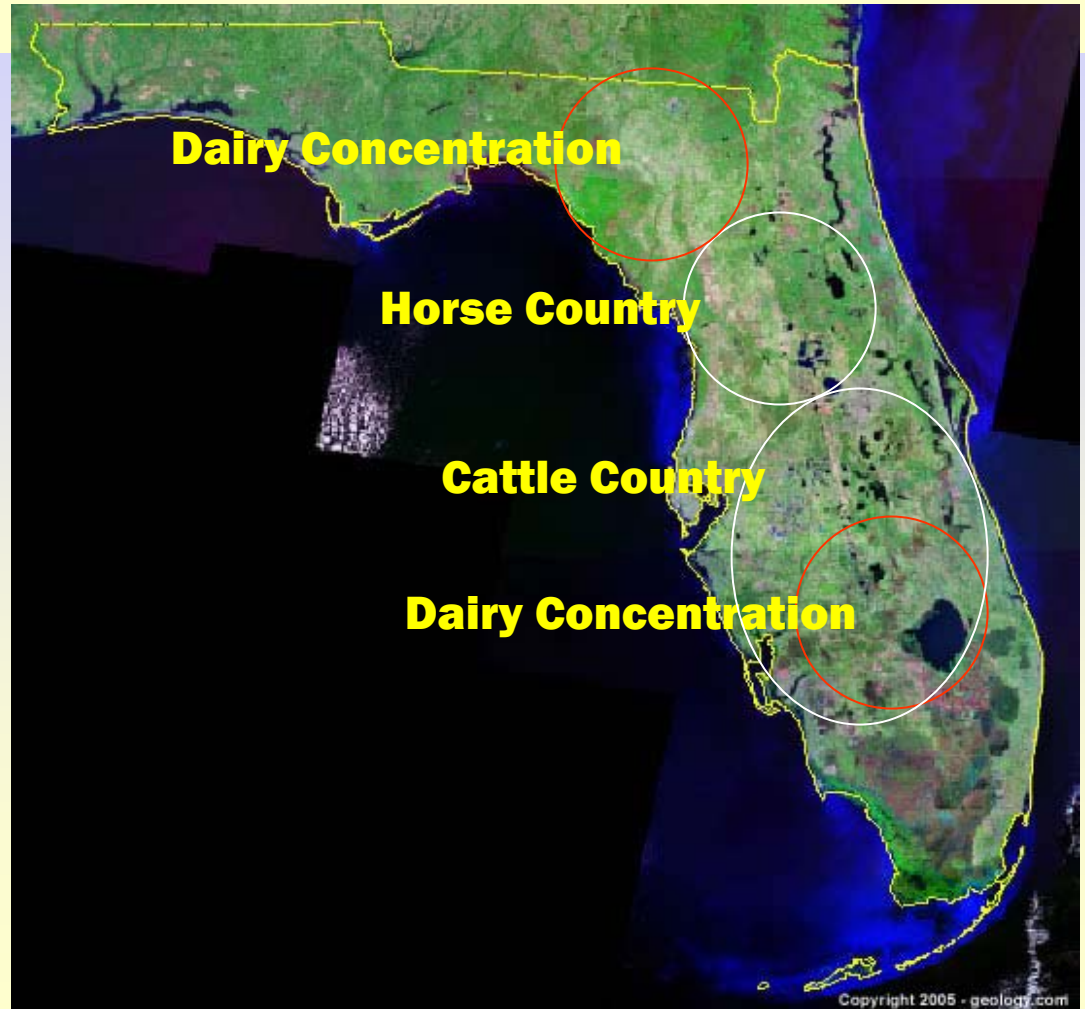 Dairy Concentration
Horse Country
Cattle Country
Dairy Concentration
Copyright 2005 - geology.com